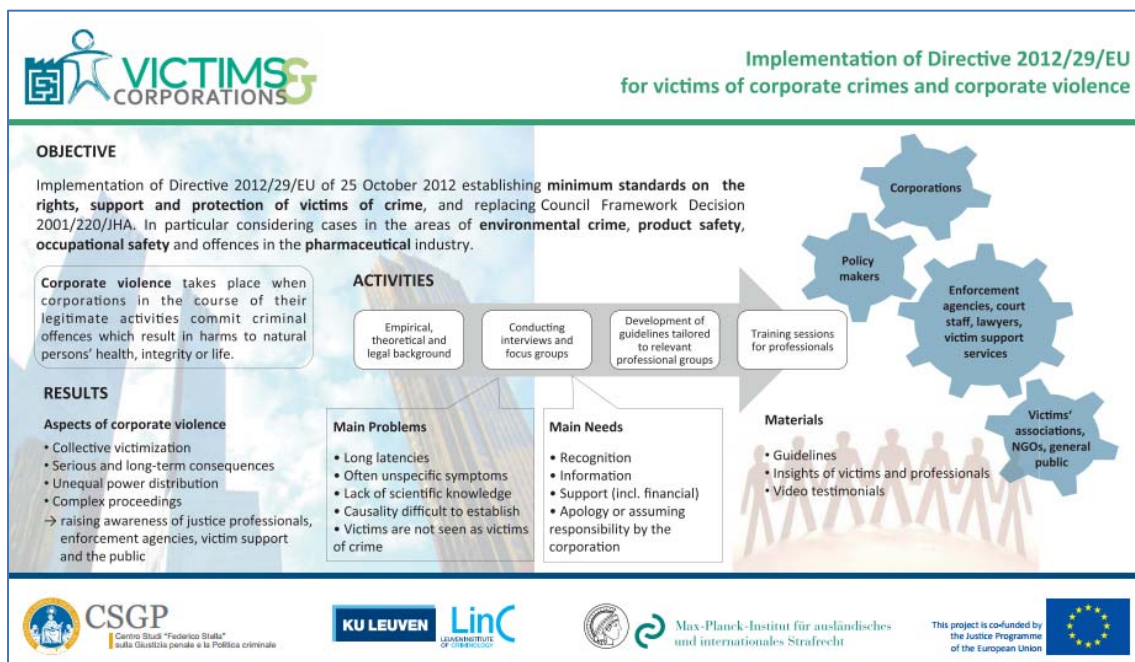 VICTIMS &
CORPORATIONS
Implementation of Directive 2012/29/EU
for victims of corporate crimes and corporate violence
OBJECTIVE
Implementation of Directive 2012/29/EU of 25 October 2012 establishing minimum standards on the
rights, support and protection of victims of crime, and replacing Council Framework Decision
2001/220/JHA. In particular considering cases in the areas of environmental crime, product safety,
occupational safety and offences in the pharmaceutical industry.
Corporate violence takes place when
corporations in the course of their
legitimate activities commit criminal
offences which result in harms to natural
persons' health, integrity or life.
ACTIVITIES
Empirical,
theoretical and
legal background
Conducting
interviews and
focus groups
Development of
guidelines tailored
to relevant
professional groups
Training sessions
for professionals
Corporations
Policy
makers
Enforcement
agencies, court
staff, lawyers,
victim support
services
Victims'
associations,
NGOs, general
public
RESULTS
Aspects of corporate violence
• Collective victimization
• Serious and long-term consequences
• Unequal power distribution
• Complex proceedings
→ raising awareness of justice professionals,
enforcement agencies, victim support
and the public
Main Problems
• Long latencies
• Often unspecific symptoms
• Lack of scientific knowledge
• Causality difficult to establish
• Victims are not seen as victims
of crime
Main Needs
• Recognition
• Information
• Support (incl. financial)
• Apology or assuming
responsibility by the
corporation
Materials
• Guidelines
• Insights of victims and professionals
• Video testimonials
CSGP
Centro Studi "Federico Stella"
sulla Giustizia penale e la Politica criminale
KU LEUVEN
LinC
LEUVEN INSTITUTE
OF CRIMINOLOGY
Max-Planck-Institut für ausländisches
und internationales Strafrecht
This project is co-funded by
the Justice Programme
of the European Union